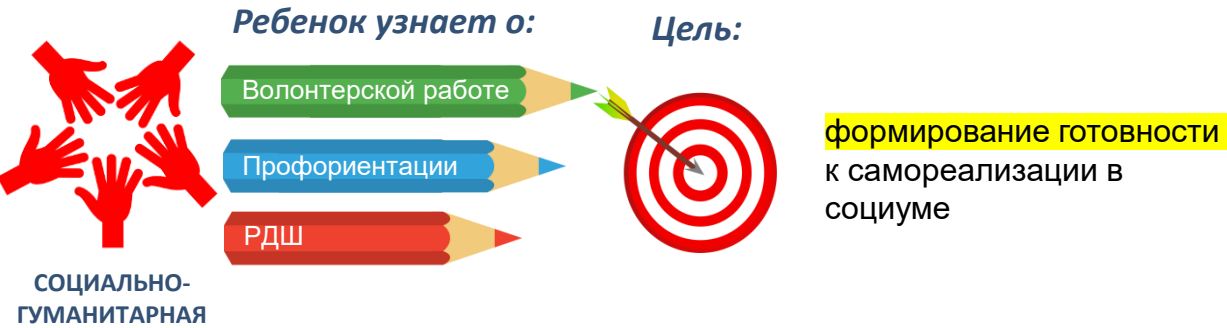 Ребенок узнает о:
Цель:
Волонтерской работе
Профориентации
РДШ
формирование готовности
к самореализации в
социуме
СОЦИАЛЬНО-
ГУМАНИТАРНАЯ